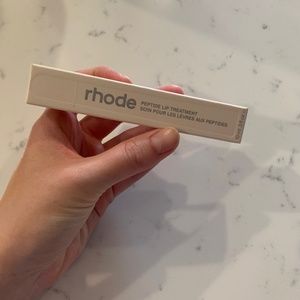 rhode
PEPTIDE LIP TREATMENT
SOIN POUR LES LÈVRES AUX PEPTIDES